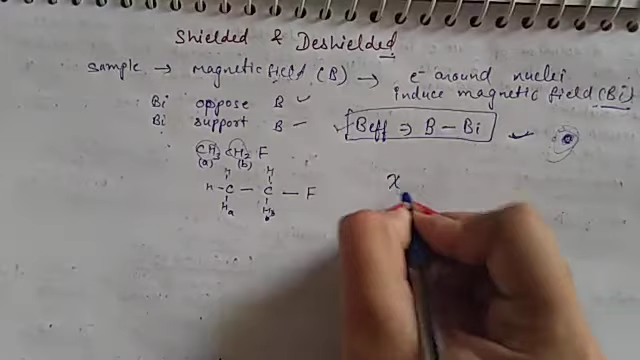 Shielded & Deshielded
Sample → magnetic field (B) → e⁻ around nuclei
induce magnetic field (Bi)
Bi oppose B ✓
Bi support B –
Beff ⇒ B – Bi ✓
CH3 CH2 F
(a) (b)
H H
H – C – C – F
Ha Hb
X